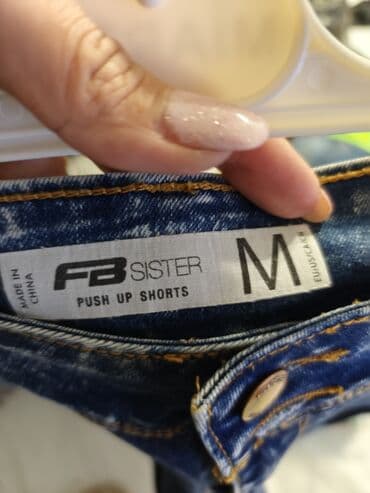 MADE IN
CHINA
FB SISTER
PUSH UP SHORTS
M